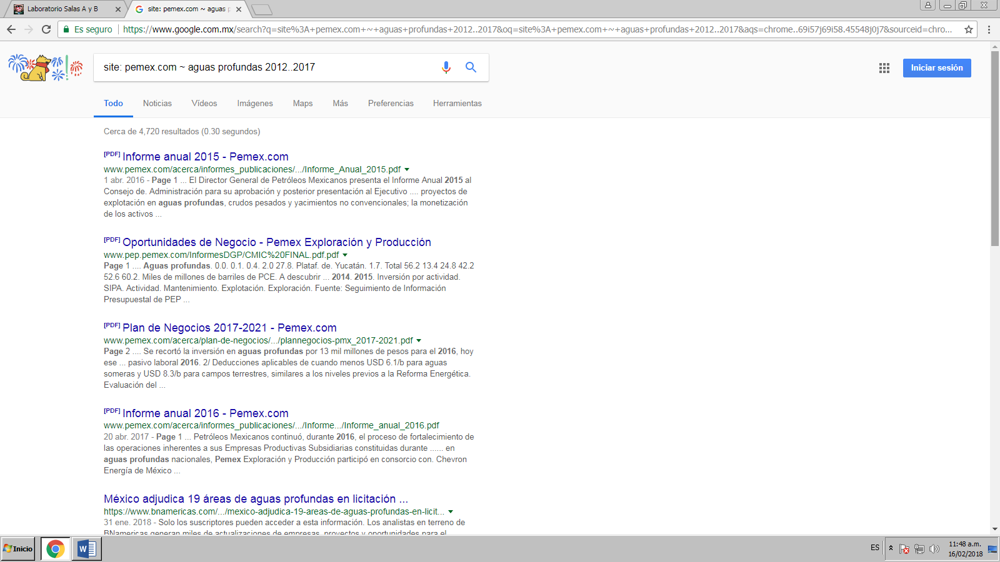 Laboratorio Salas A y B
site: pemex.com ~ aguas p
Es seguro
https://www.google.com.mx/search?q=site%3A+pemex.com+~+aguas+profundas+2012..2017&oq=site%3A+pemex.com+~+aguas+profundas+2012..2017&aqs=chrome..69i57j69i58.45548j0j7&sourceid=chro...
site: pemex.com ~ aguas profundas 2012..2017
Iniciar sesión
Todo Noticias Vídeos Imágenes Maps Más Preferencias Herramientas
Cerca de 4,720 resultados (0.30 segundos)
[PDF] Informe anual 2015 - Pemex.com
www.pemex.com/acerca/informes_publicaciones/.../Informe_Anual_2015.pdf
1 abr. 2016 - Page 1 ... El Director General de Petróleos Mexicanos presenta el Informe Anual 2015 al
Consejo de. Administración para su aprobación y posterior presentación al Ejecutivo .... proyectos de
explotación en aguas profundas, crudos pesados y yacimientos no convencionales; la monetización
de los activos ...
[PDF] Oportunidades de Negocio - Pemex Exploración y Producción
www.pep.pemex.com/InformesDGP/CMIC%20FINAL.pdf.pdf
Page 1 .... Aguas profundas. 0.0. 0.1. 0.4. 2.0 27.8. Plataf. de. Yucatán. 1.7. Total 56.2 13.4 24.8 42.2
52.6 60.2. Miles de millones de barriles de PCE. A descubrir ... 2014. 2015. Inversión por actividad.
SIPA. Actividad. Mantenimiento. Explotación. Exploración. Fuente: Seguimiento de Información
Presupuestal de PEP ...
[PDF] Plan de Negocios 2017-2021 - Pemex.com
www.pemex.com/acerca/plan-de-negocios/.../plannegocios-pmx_2017-2021.pdf
Page 2 .... Se recortó la inversión en aguas profundas por 13 mil millones de pesos para el 2016, hoy
ese ... pasivo laboral 2016. 2/ Deducciones aplicables de cuando menos USD 6.1/b para aguas
someras y USD 8.3/b para campos terrestres, similares a los niveles previos a la Reforma Energética.
Evaluación del ...
[PDF] Informe anual 2016 - Pemex.com
www.pemex.com/acerca/informes_publicaciones/.../Informe.../Informe_anual_2016.pdf
20 abr. 2017 - Page 1 ... Petróleos Mexicanos continuó, durante 2016, el proceso de fortalecimiento de
las operaciones inherentes a sus Empresas Productivas Subsidiarias constituidas durante ...... en
aguas profundas nacionales, Pemex Exploración y Producción participó en consorcio con. Chevron
Energía de México ...
México adjudica 19 áreas de aguas profundas en licitación ...
https://www.bnamericas.com/.../mexico-adjudica-19-areas-de-aguas-profundas-en-licit...
31 ene. 2018 - Solo los suscriptores pueden acceder a esta información. Los analistas en terreno de
BNamericas generan miles de actualizaciones de empresas, proyectos y oportunidades para el
Inicio
ES
11:48 a.m.
16/02/2018